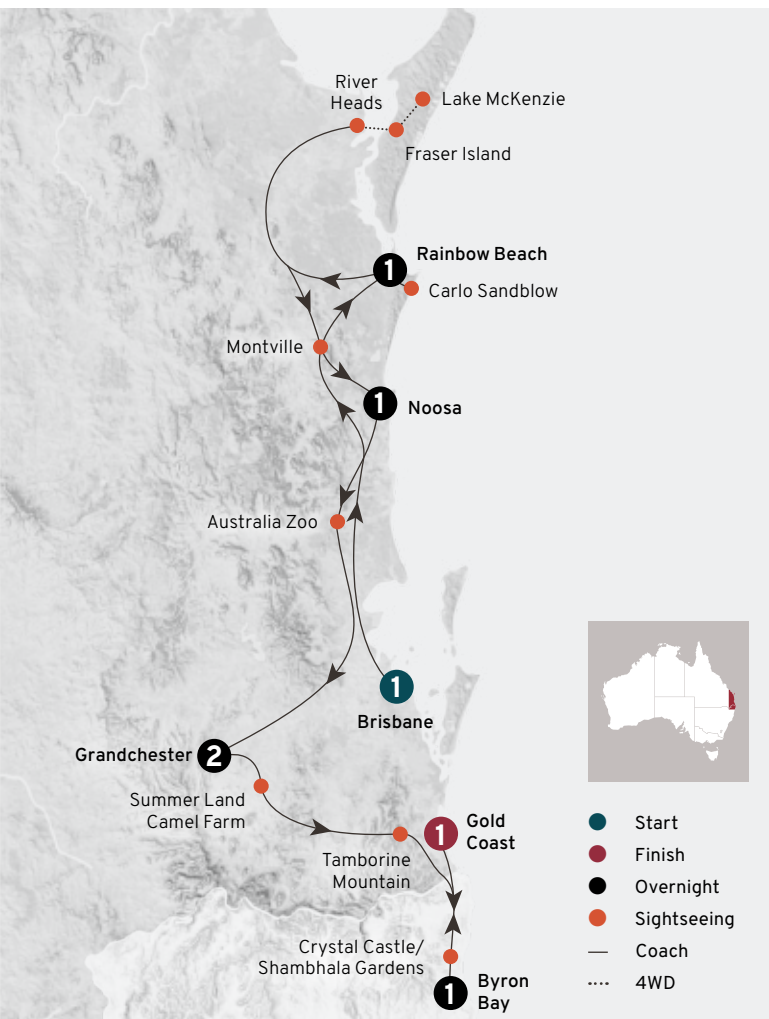 River
Heads
Lake McKenzie
Fraser Island
Rainbow Beach
1
Carlo Sandblow
Montville
1
Noosa
Australia Zoo
1
Brisbane
Grandchester
2
Summer Land
Camel Farm
1
Gold
Coast
Tamborine
Mountain
Crystal Castle/
Shambhala Gardens
1
Byron
Bay
Start
Finish
Overnight
Sightseeing
Coach
4WD